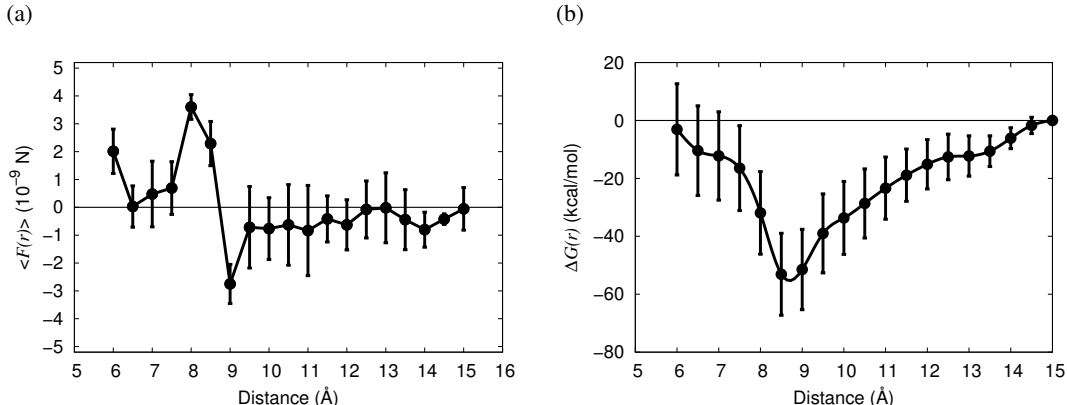 (a)
<F(r)> (10⁻⁹ N)
5
4
3
2
1
0
−1
−2
−3
−4
−5
5 6 7 8 9 10 11 12 13 14 15 16
Distance (Å)
(b)
ΔG(r) (kcal/mol)
20
0
−20
−40
−60
−80
5 6 7 8 9 10 11 12 13 14 15
Distance (Å)